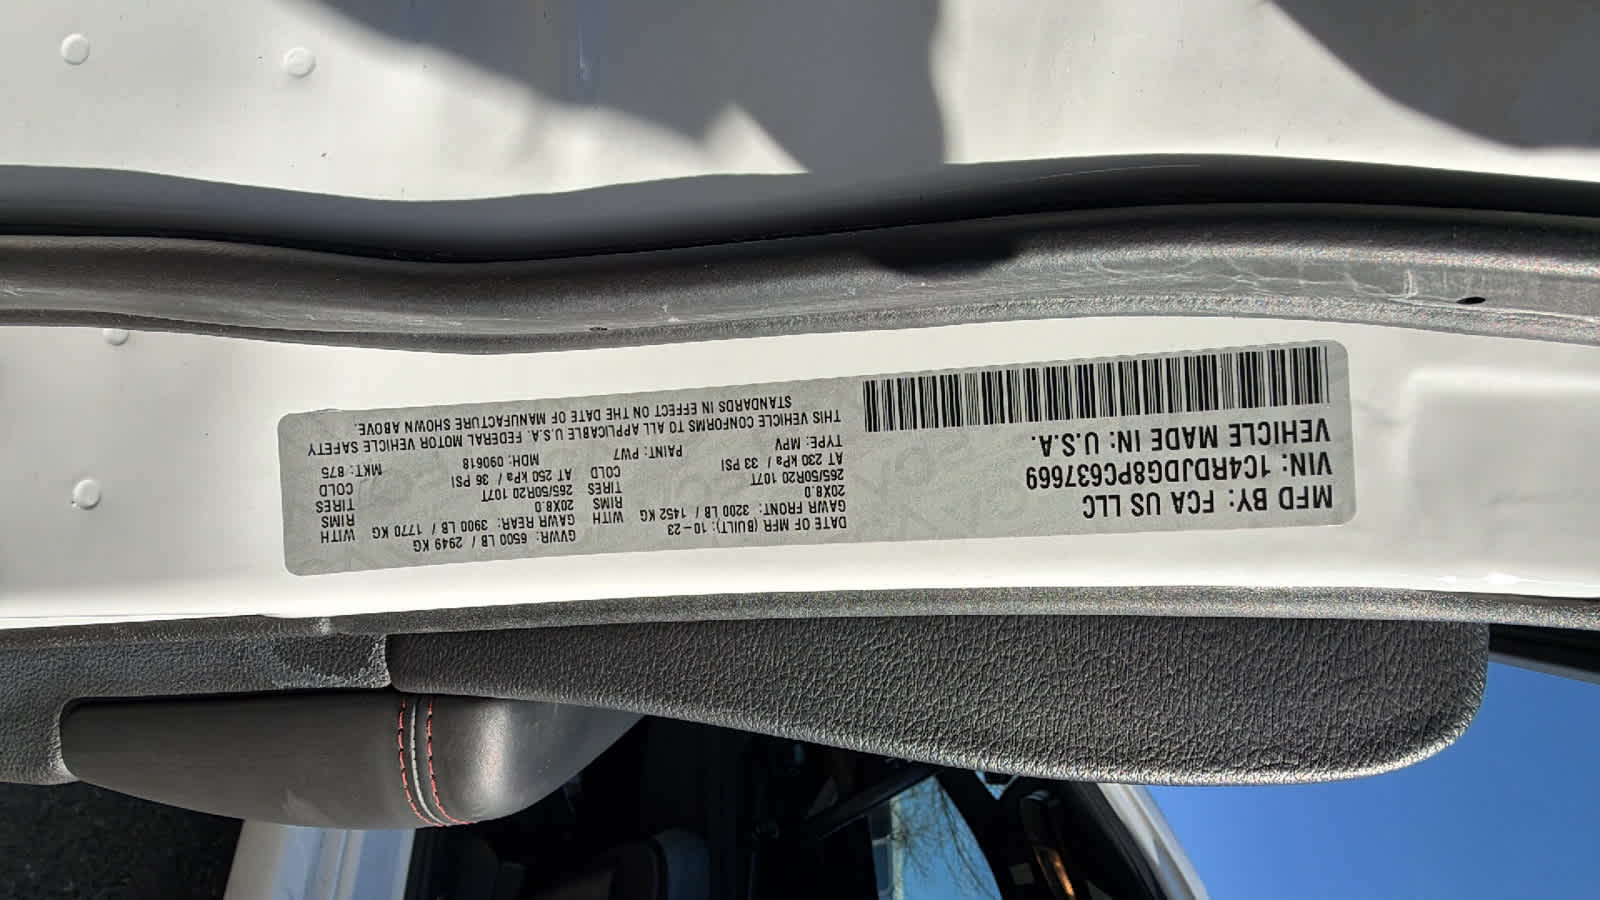 MFD BY: FCA US LLC
VIN: 1C4RDJDG8PC637669
VEHICLE MADE IN: U.S.A.
DATE OF MFR (BUILT): 10-23
GVWR: 6500 LB / 2949 KG
GAWR FRONT: 3200 LB / 1452 KG WITH
GAWR REAR: 3900 LB / 1770 KG WITH
20X8.0 RIMS
20X8.0 RIMS
265/50R20 107T TIRES
265/50R20 107T TIRES
AT 230 kPa / 33 PSI COLD
AT 250 kPa / 36 PSI COLD
TYPE: MPV PAINT: PW7 MDH: 090618 MKT: B75
THIS VEHICLE CONFORMS TO ALL APPLICABLE U.S.A. FEDERAL MOTOR VEHICLE SAFETY
STANDARDS IN EFFECT ON THE DATE OF MANUFACTURE SHOWN ABOVE.